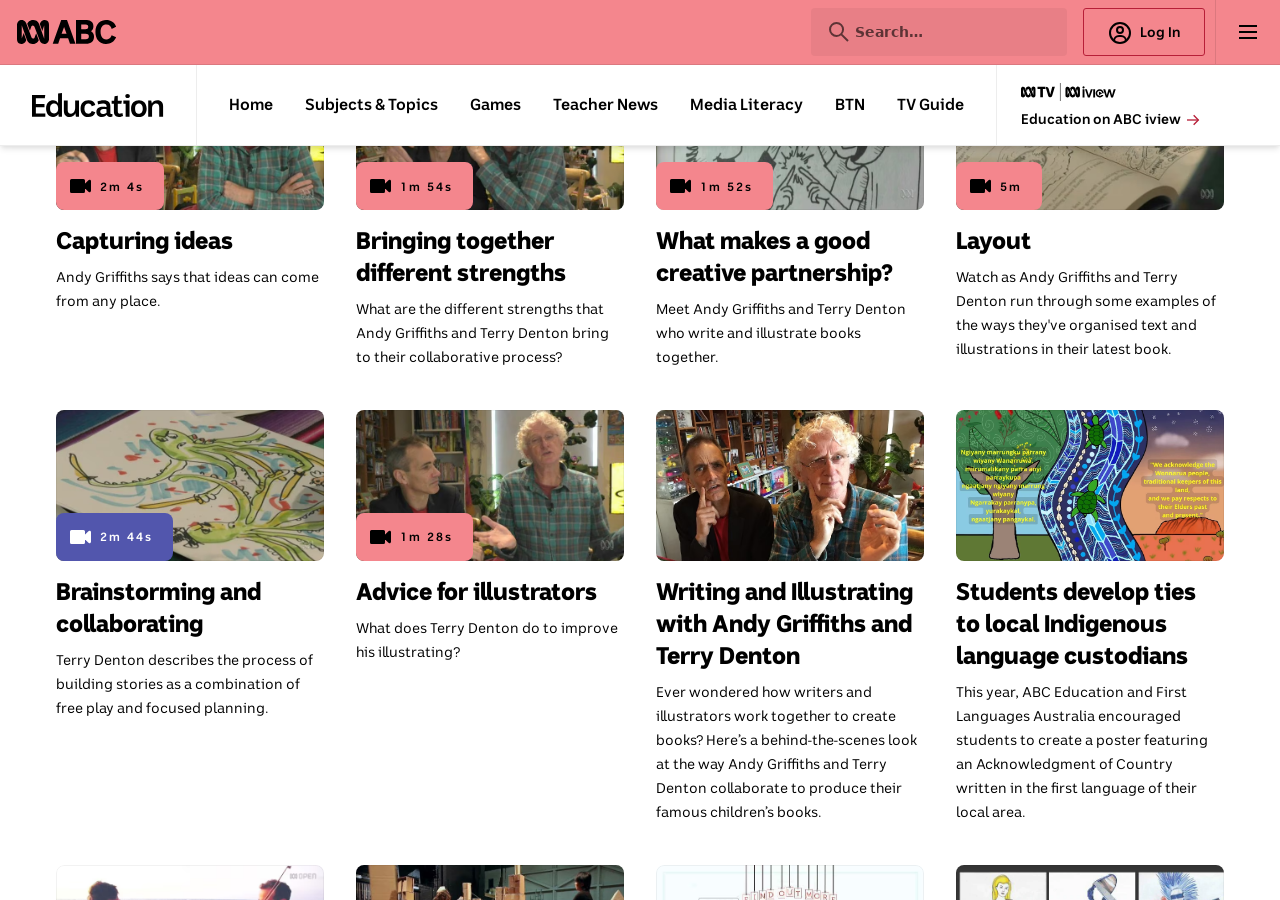 ABC
Search...
Log In
Education
Home
Subjects & Topics
Games
Teacher News
Media Literacy
BTN
TV Guide
TV
iview
Education on ABC iview
2m 4s
1m 54s
1m 52s
5m
Capturing ideas
Andy Griffiths says that ideas can come
from any place.
Bringing together
different strengths
What are the different strengths that
Andy Griffiths and Terry Denton bring
to their collaborative process?
What makes a good
creative partnership?
Meet Andy Griffiths and Terry Denton
who write and illustrate books
together.
Layout
Watch as Andy Griffiths and Terry
Denton run through some examples of
the ways they've organised text and
illustrations in their latest book.
2m 44s
Brainstorming and
collaborating
Terry Denton describes the process of
building stories as a combination of
free play and focused planning.
1m 28s
Advice for illustrators
What does Terry Denton do to improve
his illustrating?
Writing and Illustrating
with Andy Griffiths and
Terry Denton
Ever wondered how writers and
illustrators work together to create
books? Here’s a behind-the-scenes look
at the way Andy Griffiths and Terry
Denton collaborate to produce their
famous children’s books.
"We acknowledge the
people,
traditional keepers of this
land,
and we pay respects to
their Elders past
and present."
Students develop ties
to local Indigenous
language custodians
This year, ABC Education and First
Languages Australia encouraged
students to create a poster featuring
an Acknowledgment of Country
written in the first language of their
local area.
FIND OUT MORE